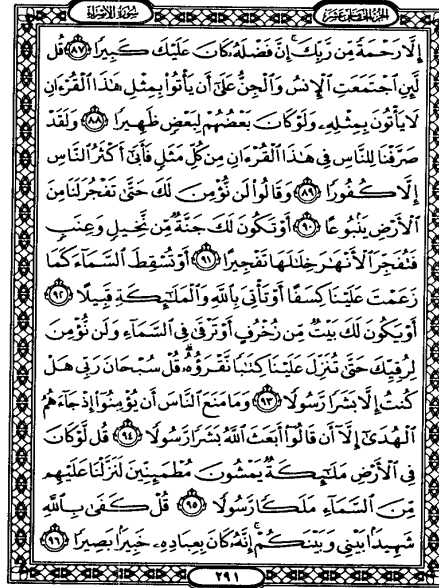 سُورَةُ الإِسْرَاءِ
الجزء الخامس عشر
إِلَّا رَحْمَةً مِّن رَّبِّكَ ۚ إِنَّ فَضْلَهُۥ كَانَ عَلَيْكَ كَبِيرًا ﴿٨٧﴾ قُل
لَّئِنِ ٱجْتَمَعَتِ ٱلْإِنسُ وَٱلْجِنُّ عَلَىٰٓ أَن يَأْتُوا۟ بِمِثْلِ هَٰذَا ٱلْقُرْءَانِ
لَا يَأْتُونَ بِمِثْلِهِۦ وَلَوْ كَانَ بَعْضُهُمْ لِبَعْضٍ ظَهِيرًا ﴿٨٨﴾ وَلَقَدْ
صَرَّفْنَا لِلنَّاسِ فِى هَٰذَا ٱلْقُرْءَانِ مِن كُلِّ مَثَلٍ فَأَبَىٰٓ أَكْثَرُ ٱلنَّاسِ
إِلَّا كُفُورًا ﴿٨٩﴾ وَقَالُوا۟ لَن نُّؤْمِنَ لَكَ حَتَّىٰ تَفْجُرَ لَنَا مِنَ
ٱلْأَرْضِ يَنۢبُوعًا ﴿٩٠﴾ أَوْ تَكُونَ لَكَ جَنَّةٌ مِّن نَّخِيلٍ وَعِنَبٍ
فَتُفَجِّرَ ٱلْأَنْهَٰرَ خِلَٰلَهَا تَفْجِيرًا ﴿٩١﴾ أَوْ تُسْقِطَ ٱلسَّمَآءَ كَمَا
زَعَمْتَ عَلَيْنَا كِسَفًا أَوْ تَأْتِىَ بِٱللَّهِ وَٱلْمَلَٰٓئِكَةِ قَبِيلًا ﴿٩٢﴾
أَوْ يَكُونَ لَكَ بَيْتٌ مِّن زُخْرُفٍ أَوْ تَرْقَىٰ فِى ٱلسَّمَآءِ وَلَن نُّؤْمِنَ
لِرُقِيِّكَ حَتَّىٰ تُنَزِّلَ عَلَيْنَا كِتَٰبًا نَّقْرَؤُهُۥ ۗ قُلْ سُبْحَانَ رَبِّى هَلْ
كُنتُ إِلَّا بَشَرًا رَّسُولًا ﴿٩٣﴾ وَمَا مَنَعَ ٱلنَّاسَ أَن يُؤْمِنُوٓا۟ إِذْ جَآءَهُمُ
ٱلْهُدَىٰٓ إِلَّآ أَن قَالُوٓا۟ أَبَعَثَ ٱللَّهُ بَشَرًا رَّسُولًا ﴿٩٤﴾ قُل لَّوْ كَانَ
فِى ٱلْأَرْضِ مَلَٰٓئِكَةٌ يَمْشُونَ مُطْمَئِنِّينَ لَنَزَّلْنَا عَلَيْهِم
مِّنَ ٱلسَّمَآءِ مَلَكًا رَّسُولًا ﴿٩٥﴾ قُلْ كَفَىٰ بِٱللَّهِ
شَهِيدًۢا بَيْنِى وَبَيْنَكُمْ ۚ إِنَّهُۥ كَانَ بِعِبَادِهِۦ خَبِيرًۢا بَصِيرًا ﴿٩٦﴾
٢٩١